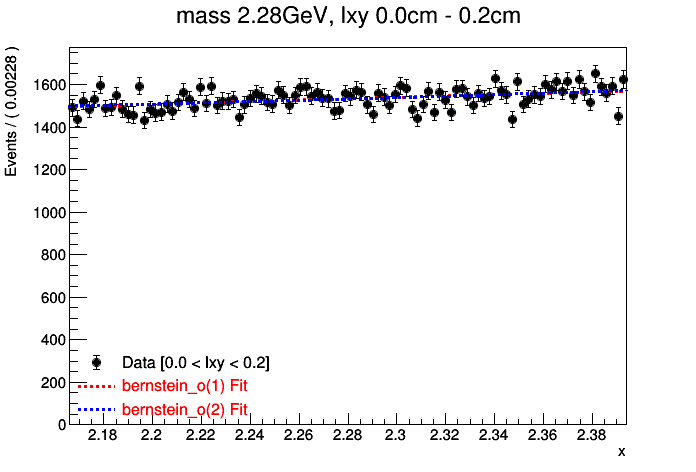 mass 2.28GeV, lxy 0.0cm - 0.2cm
Events / ( 0.00228 )
1600
1400
1200
1000
800
600
400
200
0
Data [0.0 < lxy < 0.2]
bernstein_o(1) Fit
bernstein_o(2) Fit
2.18 2.2 2.22 2.24 2.26 2.28 2.3 2.32 2.34 2.36 2.38
x